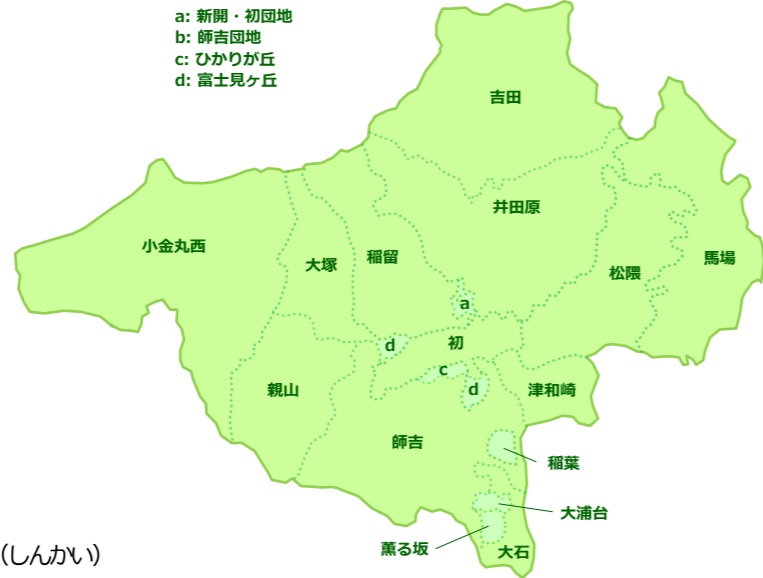 a: 新開・初団地
b: 師吉団地
c: ひかりが丘
d: 富士見ヶ丘
吉田
井田原
小金丸西
大塚
稲留
松隈
馬場
a
d
初
c
d
親山
津和崎
師吉
稲葉
大浦台
薫る坂
大石
(しんかい)